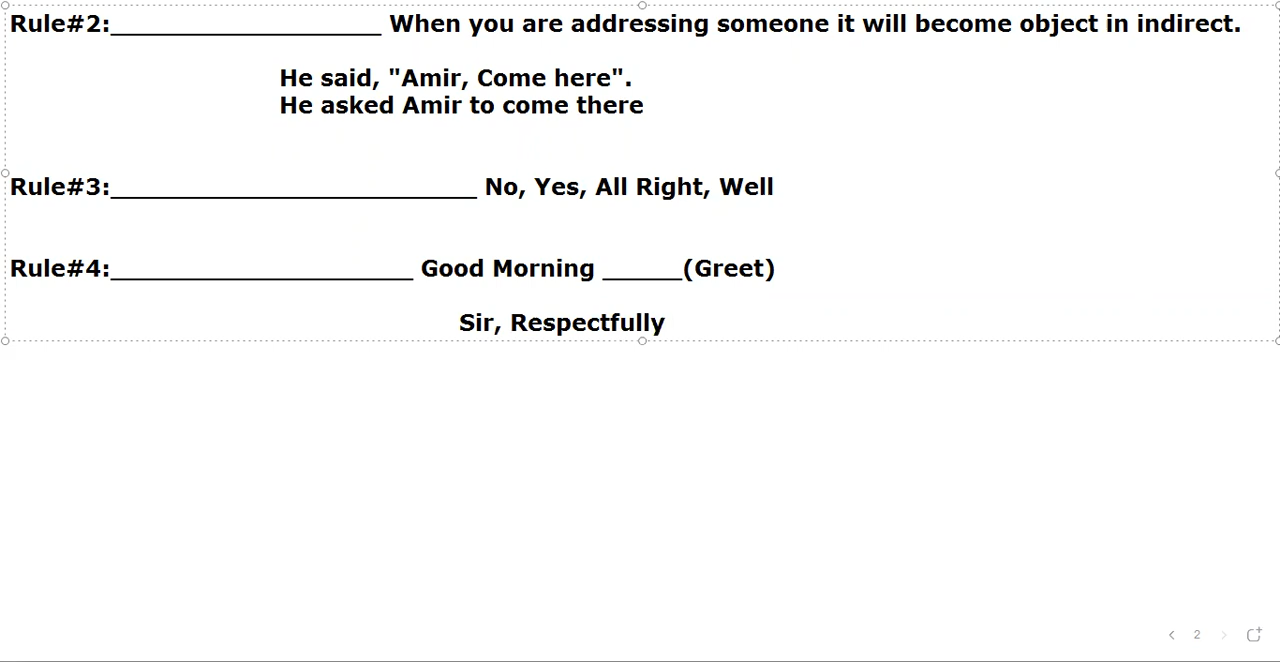 Rule#2:____________________ When you are addressing someone it will become object in indirect.
He said, "Amir, Come here".
He asked Amir to come there
Rule#3:___________________________ No, Yes, All Right, Well
Rule#4:______________________ Good Morning ______(Greet)
Sir, Respectfully
2